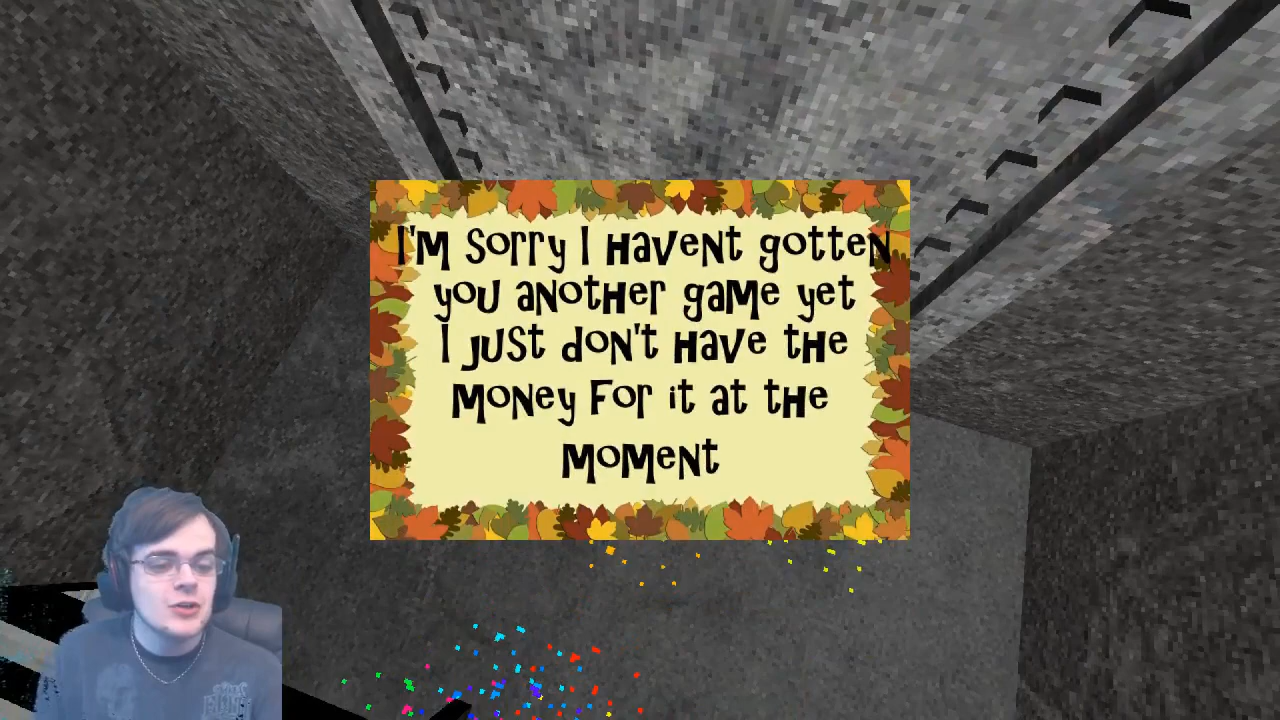 I'M Sorry I HaveNt gotteN
you aNotHer gaMe yet
I just doN't Have tHe
MoNey For it at tHe
MoMeNt